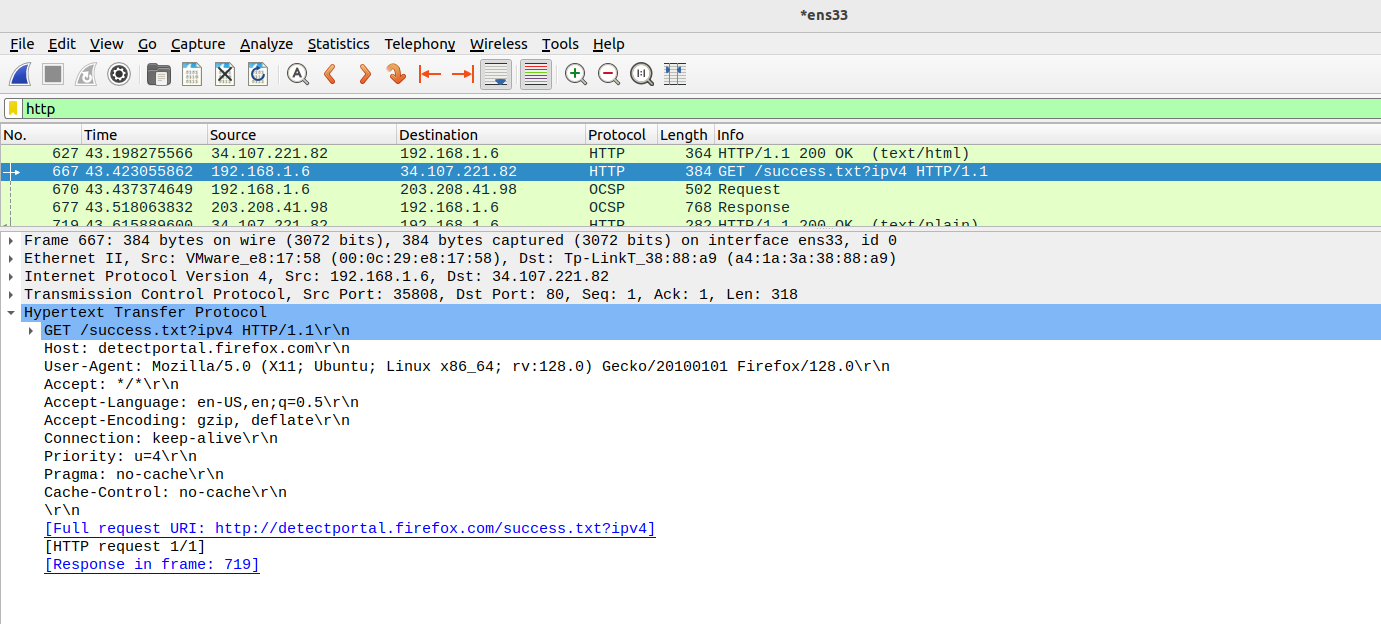 *ens33
File Edit View Go Capture Analyze Statistics Telephony Wireless Tools Help
http
No. Time Source Destination Protocol Length Info
627 43.198275566 34.107.221.82 192.168.1.6 HTTP 364 HTTP/1.1 200 OK (text/html)
667 43.423055862 192.168.1.6 34.107.221.82 HTTP 384 GET /success.txt?ipv4 HTTP/1.1
670 43.437374649 192.168.1.6 203.208.41.98 OCSP 502 Request
677 43.518063832 203.208.41.98 192.168.1.6 OCSP 768 Response
719 43.615889600 34.107.221.82 192.168.1.6 HTTP 282 HTTP/1.1 200 OK (text/plain)
Frame 667: 384 bytes on wire (3072 bits), 384 bytes captured (3072 bits) on interface ens33, id 0
Ethernet II, Src: VMware_e8:17:58 (00:0c:29:e8:17:58), Dst: Tp-LinkT_38:88:a9 (a4:1a:3a:38:88:a9)
Internet Protocol Version 4, Src: 192.168.1.6, Dst: 34.107.221.82
Transmission Control Protocol, Src Port: 35808, Dst Port: 80, Seq: 1, Ack: 1, Len: 318
Hypertext Transfer Protocol
GET /success.txt?ipv4 HTTP/1.1\r\n
Host: detectportal.firefox.com\r\n
User-Agent: Mozilla/5.0 (X11; Ubuntu; Linux x86_64; rv:128.0) Gecko/20100101 Firefox/128.0\r\n
Accept: */*\r\n
Accept-Language: en-US,en;q=0.5\r\n
Accept-Encoding: gzip, deflate\r\n
Connection: keep-alive\r\n
Priority: u=4\r\n
Pragma: no-cache\r\n
Cache-Control: no-cache\r\n
\r\n
[Full request URI: http://detectportal.firefox.com/success.txt?ipv4]
[HTTP request 1/1]
[Response in frame: 719]